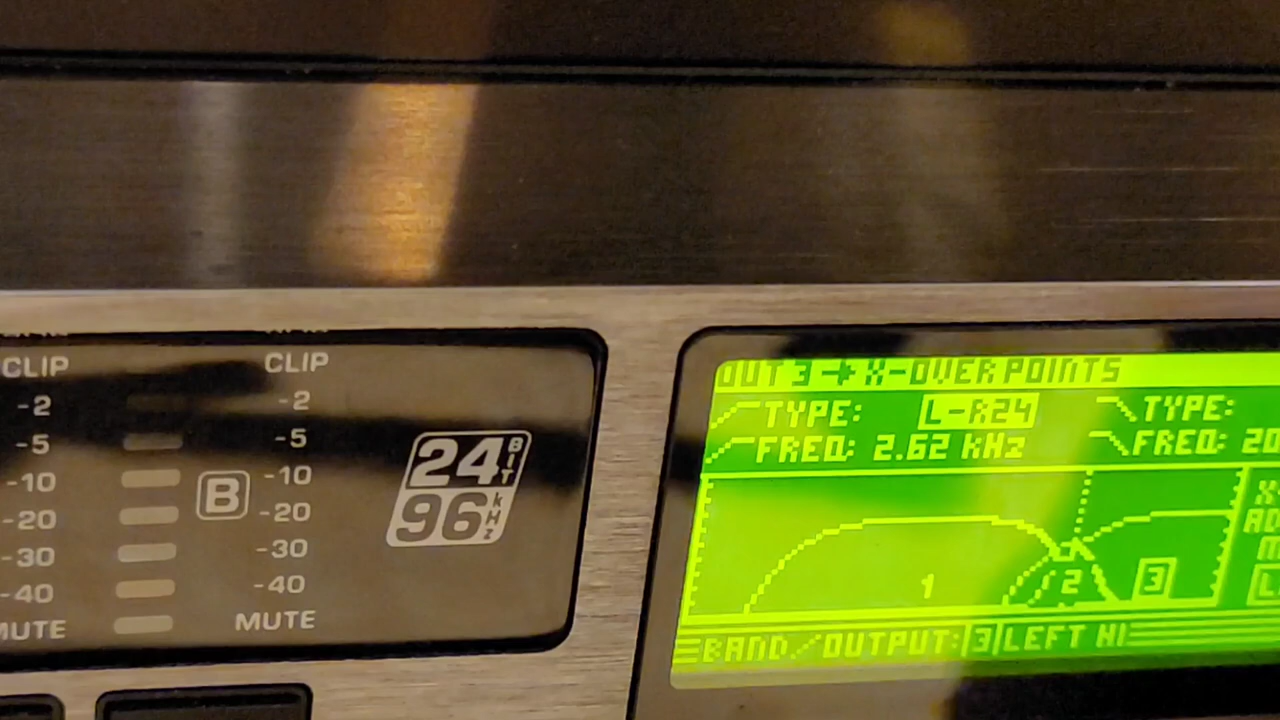 CLIP
-2
-5
-10
-20
-30
-40
MUTE
B
CLIP
-2
-5
-10
-20
-30
-40
MUTE
24 BIT
96 kHz
OUT 3 → X-OVER POINTS
TYPE: L-R24 TYPE:
FREQ: 2.62 KHz FREQ: 20
1 2 3
BAND/OUTPUT: 3 LEFT HI